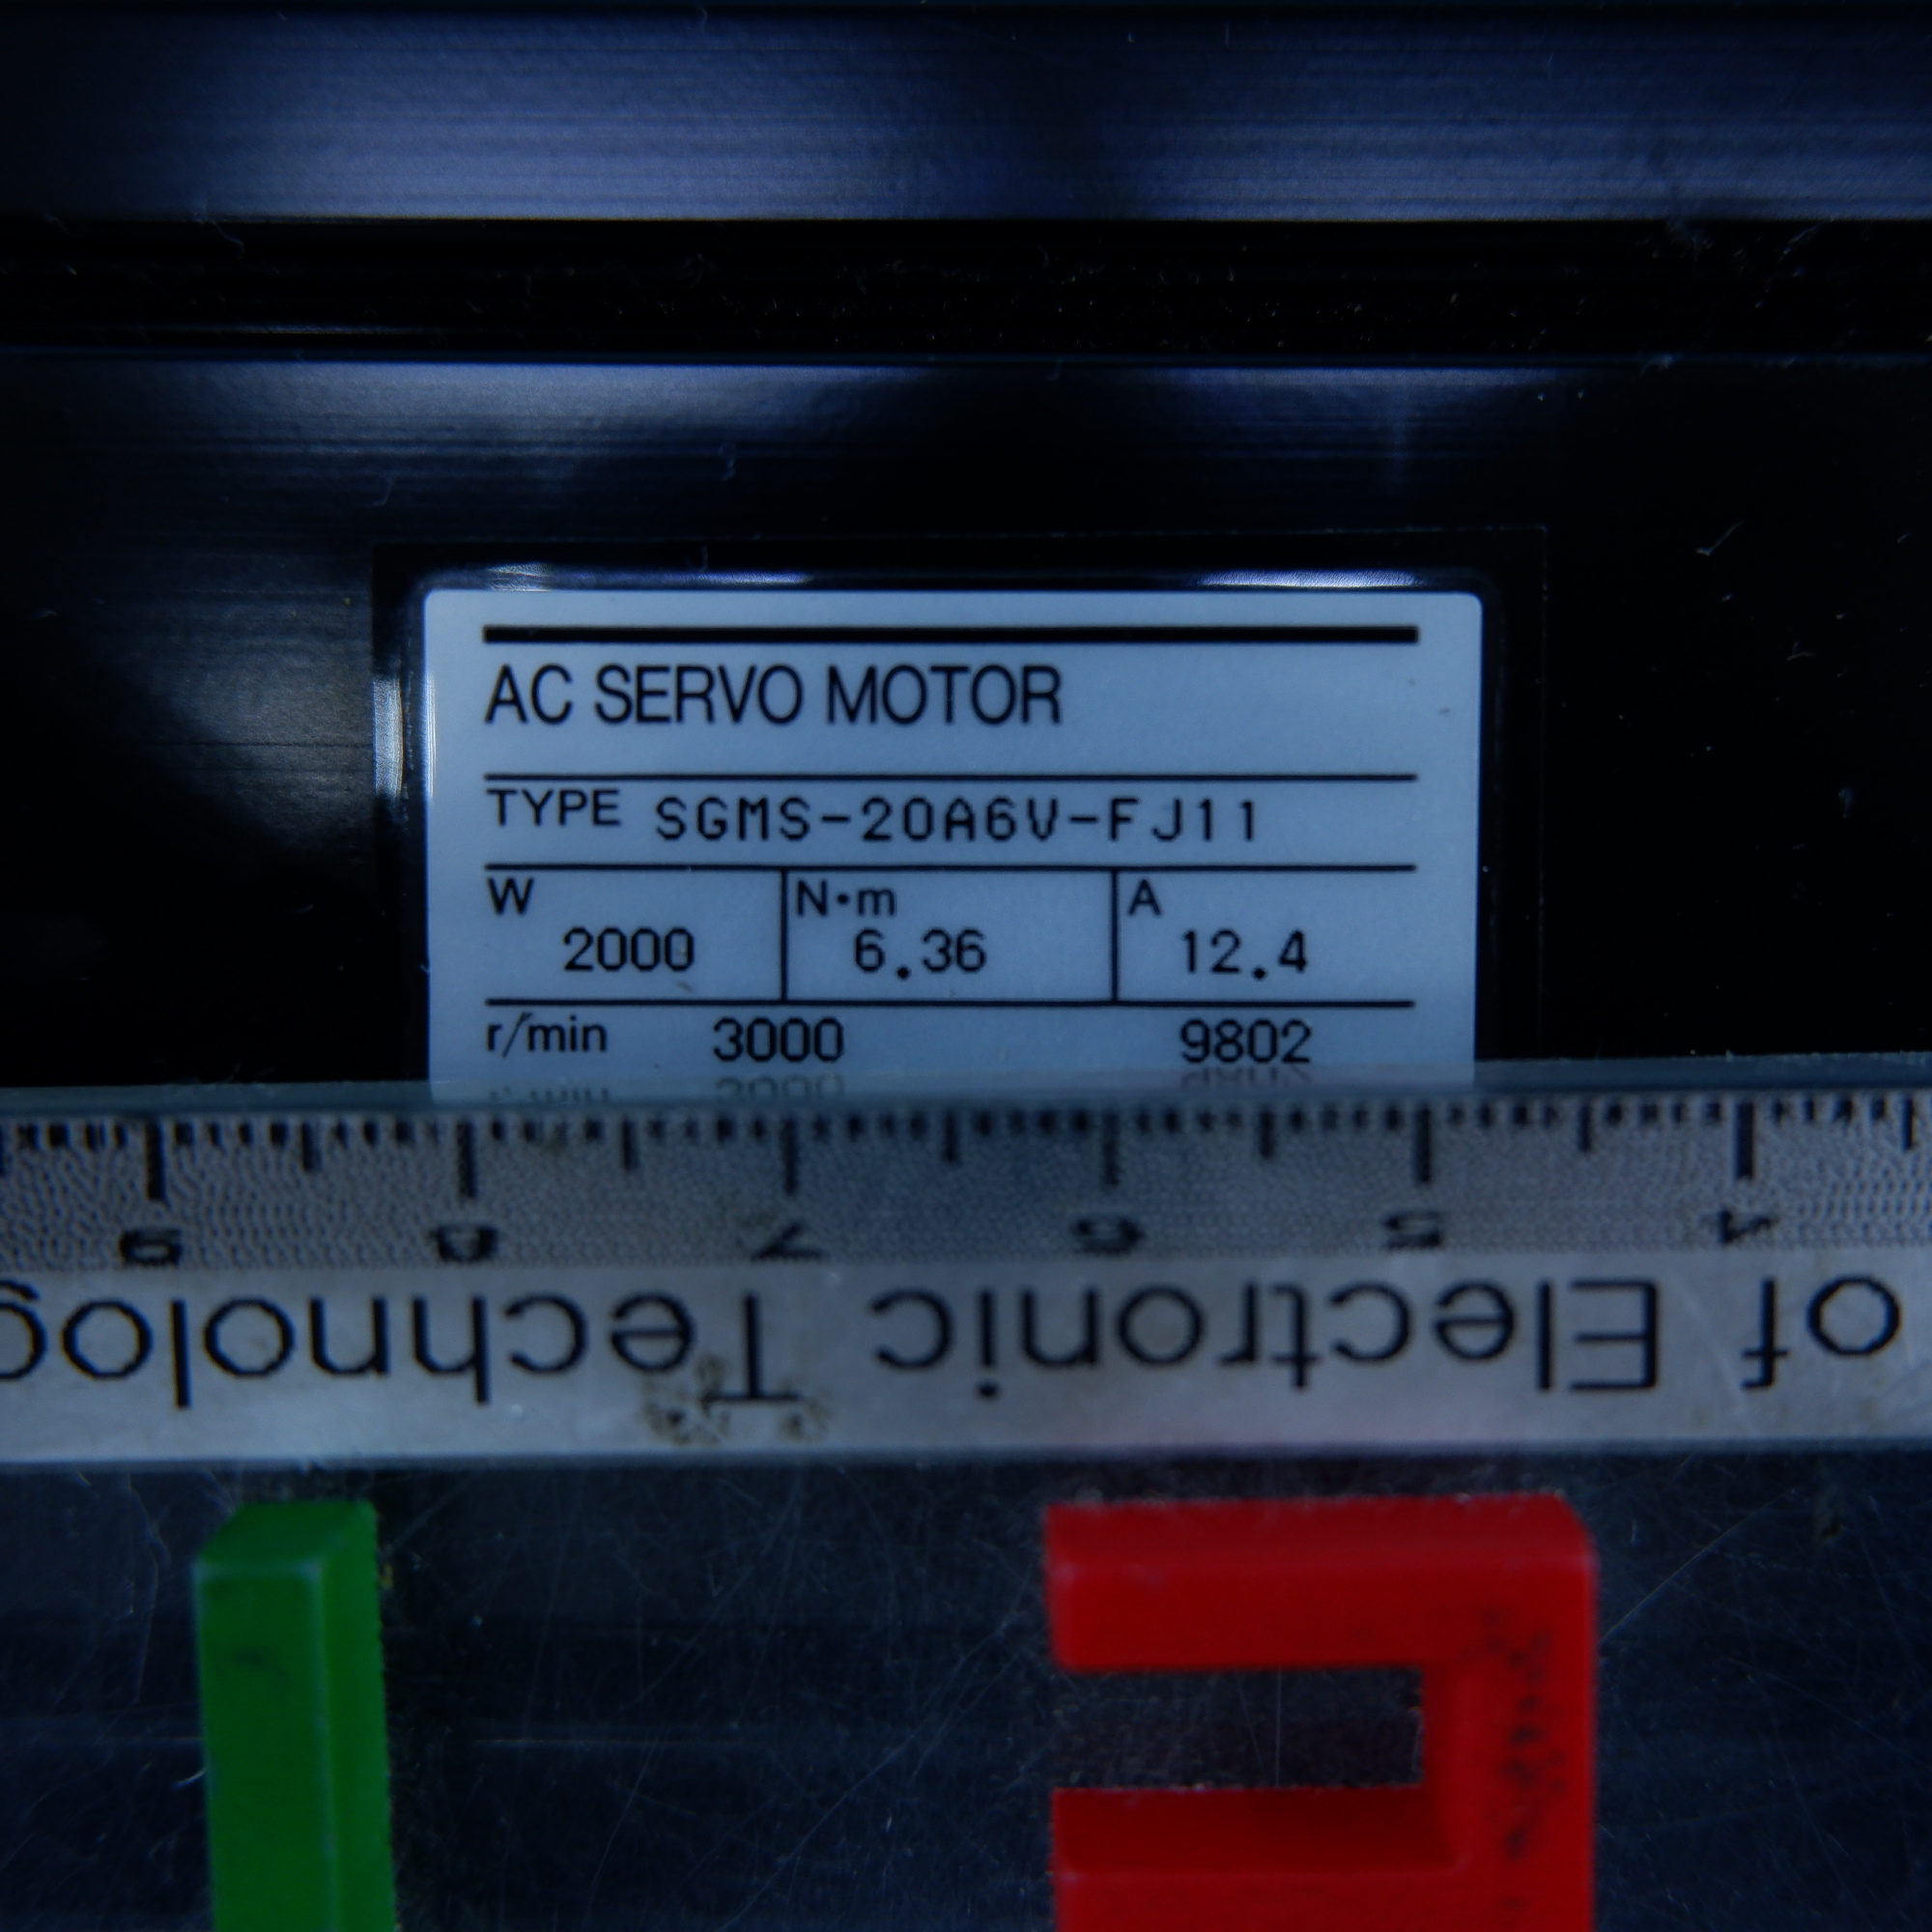 AC SERVO MOTOR
TYPE SGMS-20A6V-FJ11
W N·m A
2000 6.36 12.4
r/min 3000 9802
9 8 7 6 5 4
of Electronic Technolog